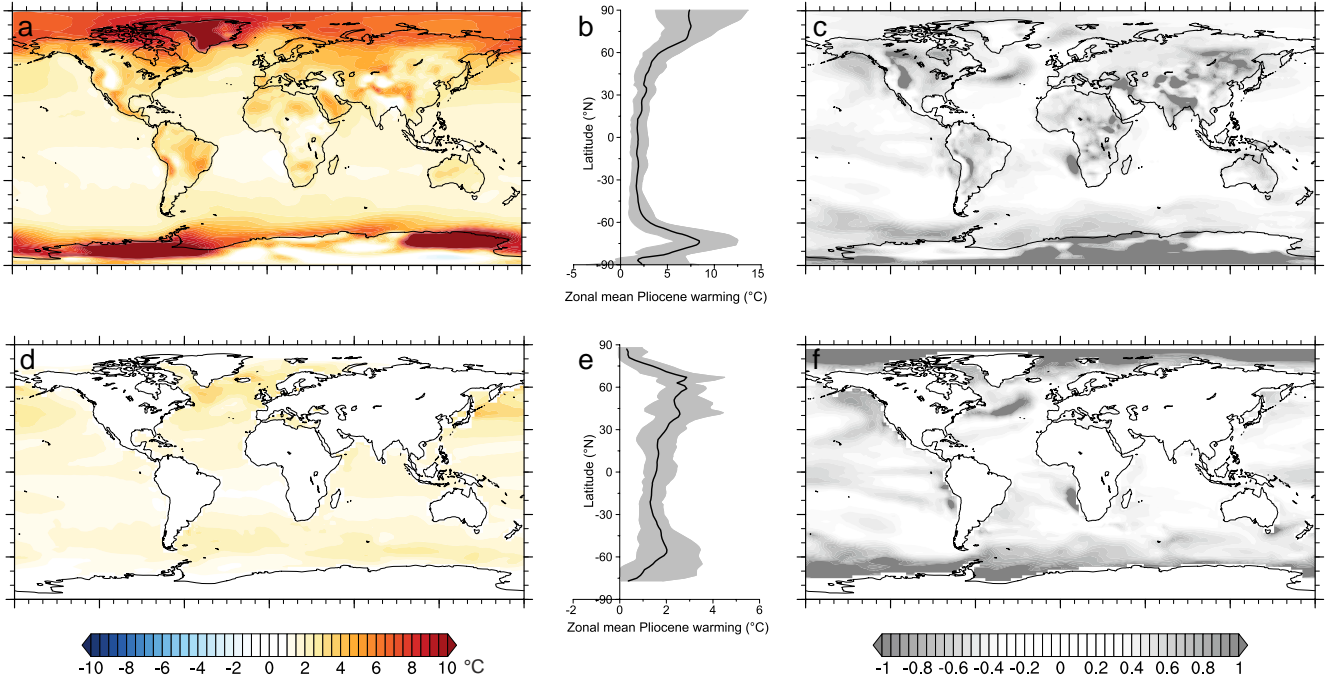 a
b
c
90
60
30
0
-30
-60
-90
Latitude (°N)
-5 0 5 10 15
Zonal mean Pliocene warming (°C)
d
e
f
90
60
30
0
-30
-60
-90
Latitude (°N)
-2 0 2 4 6
Zonal mean Pliocene warming (°C)
-10 -8 -6 -4 -2 0 2 4 6 8 10 °C
-1 -0.8 -0.6 -0.4 -0.2 0 0.2 0.4 0.6 0.8 1